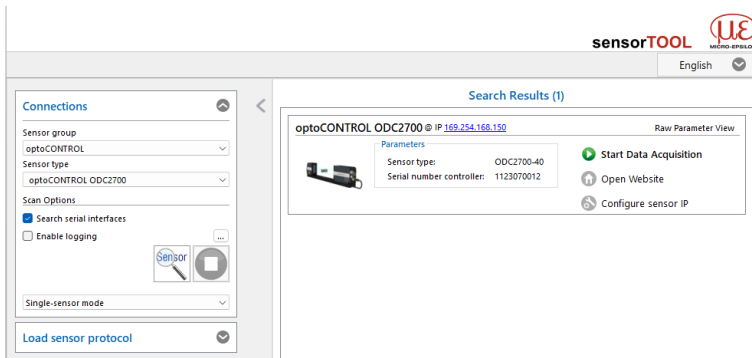 sensorTOOL
με
MICRO-EPSILO
English
Connections
Sensor group
optoCONTROL
Sensor type
optoCONTROL ODC2700
Scan Options
Search serial interfaces
Enable logging
...
Sensor
Single-sensor mode
Load sensor protocol
Search Results (1)
optoCONTROL ODC2700 @ IP 169.254.168.150
Raw Parameter View
Parameters
Sensor type: ODC2700-40
Serial number controller: 1123070012
Start Data Acquisition
Open Website
Configure sensor IP